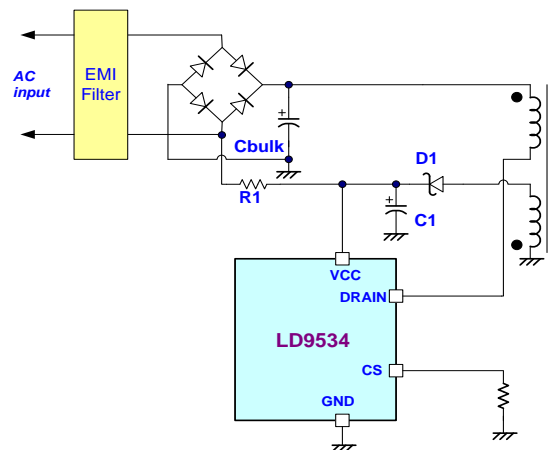 AC
input
EMI
Filter
Cbulk
+
R1
D1
+
C1
VCC
DRAIN
LD9534
CS
GND